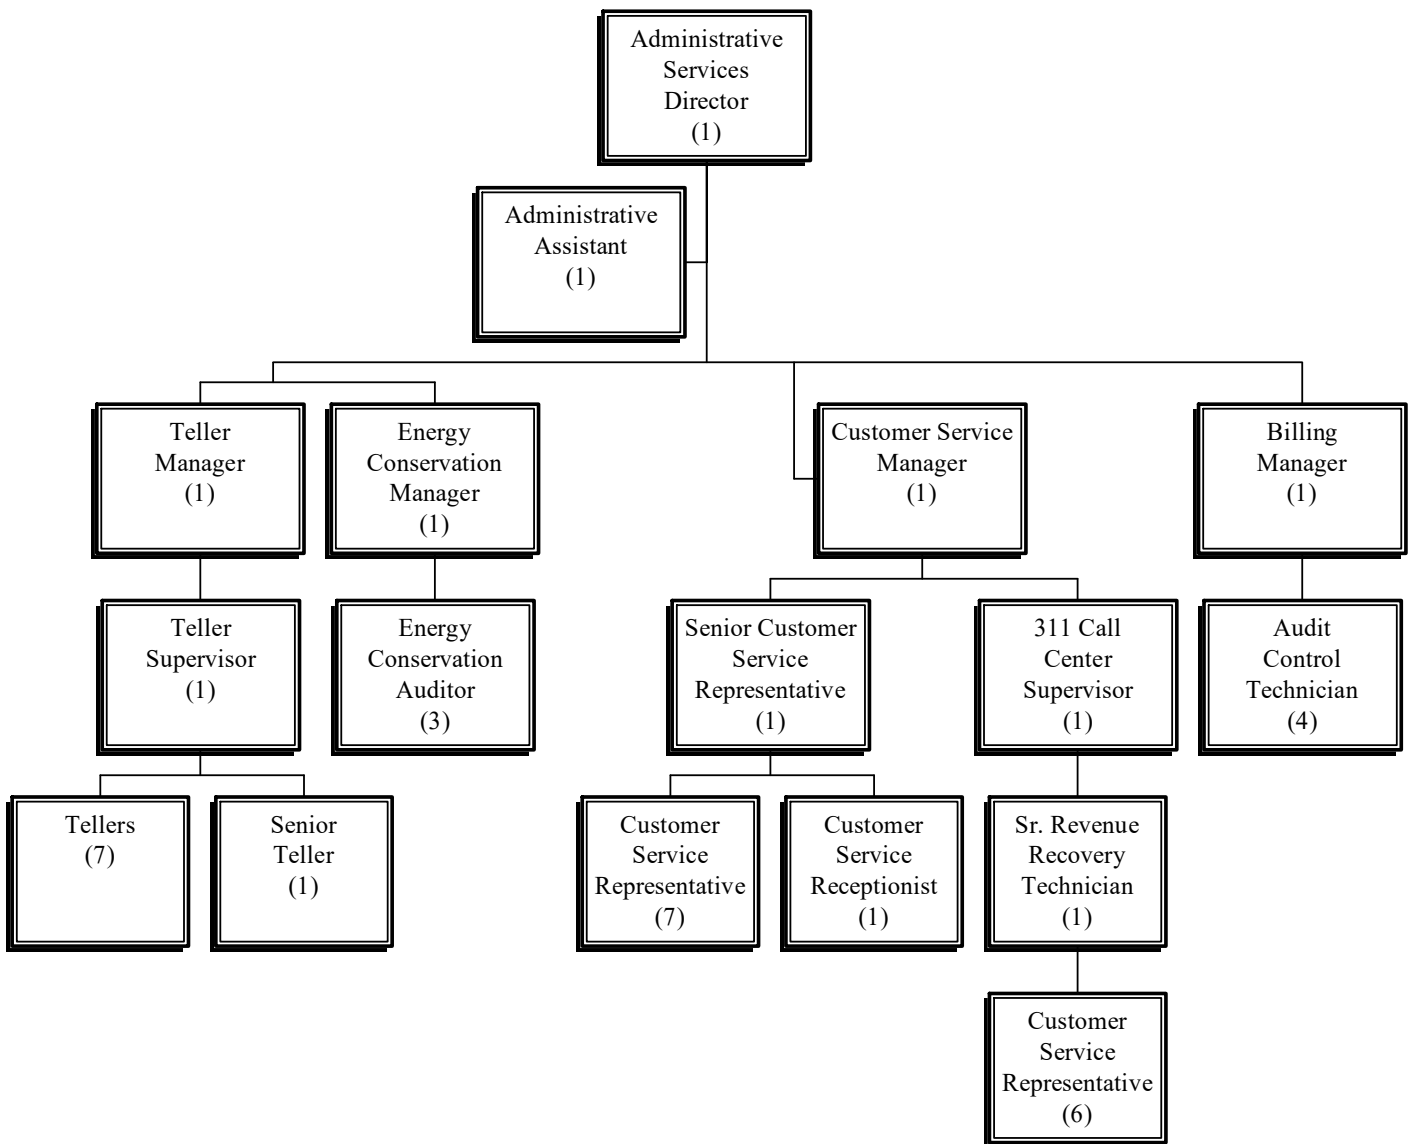 Administrative
Services
Director
(1)
Administrative
Assistant
(1)
Teller
Manager
(1)
Energy
Conservation
Manager
(1)
Customer Service
Manager
(1)
Billing
Manager
(1)
Teller
Supervisor
(1)
Energy
Conservation
Auditor
(3)
Senior Customer
Service
Representative
(1)
311 Call
Center
Supervisor
(1)
Audit
Control
Technician
(4)
Tellers
(7)
Senior
Teller
(1)
Customer
Service
Representative
(7)
Customer
Service
Receptionist
(1)
Sr. Revenue
Recovery
Technician
(1)
Customer
Service
Representative
(6)